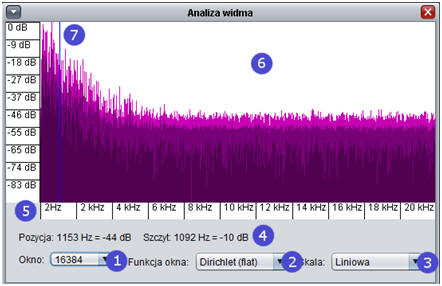 Analiza widma
0 dB
-9 dB
-18 dB
-27 dB
-37 dB
-46 dB
-55 dB
-64 dB
-74 dB
-83 dB
7
6
5
2Hz 2 kHz 4 kHz 6 kHz 8 kHz 10 kHz 12 kHz 14 kHz 16 kHz 18 kHz 20 kHz
Pozycja: 1153 Hz = -44 dB Szczyt: 1092 Hz = -10 dB 4
Okno: 16384 1 Funkcja okna: Dirichlet (flat) 2 Skala: Liniowa 3